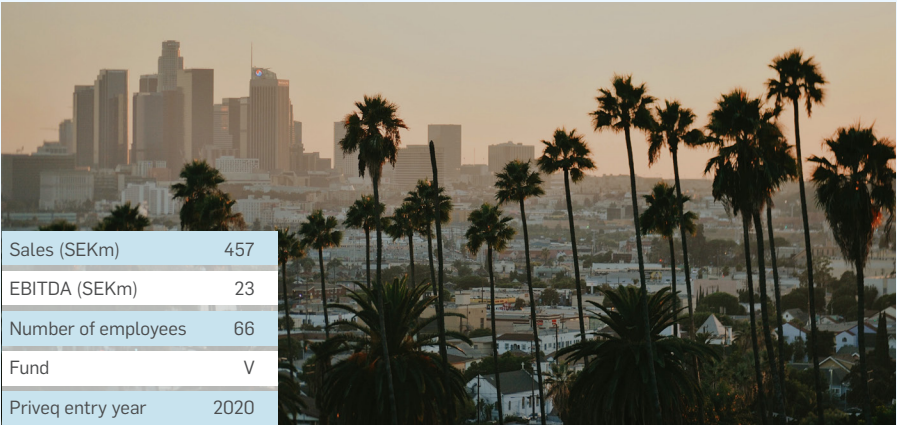 Sales (SEKm) 457
EBITDA (SEKm) 23
Number of employees 66
Fund V
Priveq entry year 2020